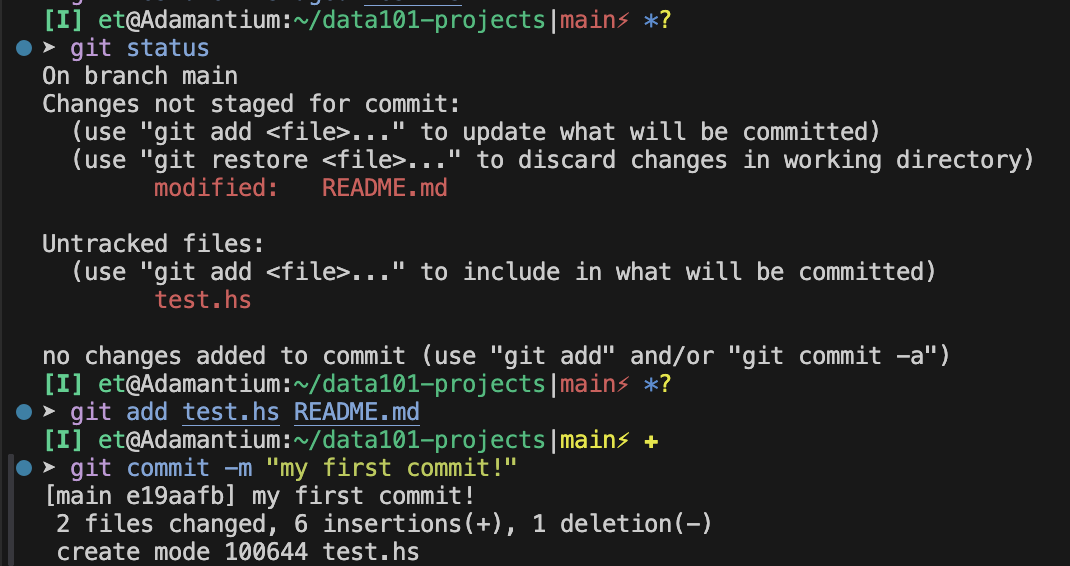 [I] et@Adamantium:~/data101-projects|main⚡ *?
➤ git status
On branch main
Changes not staged for commit:
  (use "git add <file>..." to update what will be committed)
  (use "git restore <file>..." to discard changes in working directory)
        modified:   README.md

Untracked files:
  (use "git add <file>..." to include in what will be committed)
        test.hs

no changes added to commit (use "git add" and/or "git commit -a")
[I] et@Adamantium:~/data101-projects|main⚡ *?
➤ git add test.hs README.md
[I] et@Adamantium:~/data101-projects|main⚡ ✚
➤ git commit -m "my first commit!"
[main e19aafb] my first commit!
 2 files changed, 6 insertions(+), 1 deletion(-)
 create mode 100644 test.hs